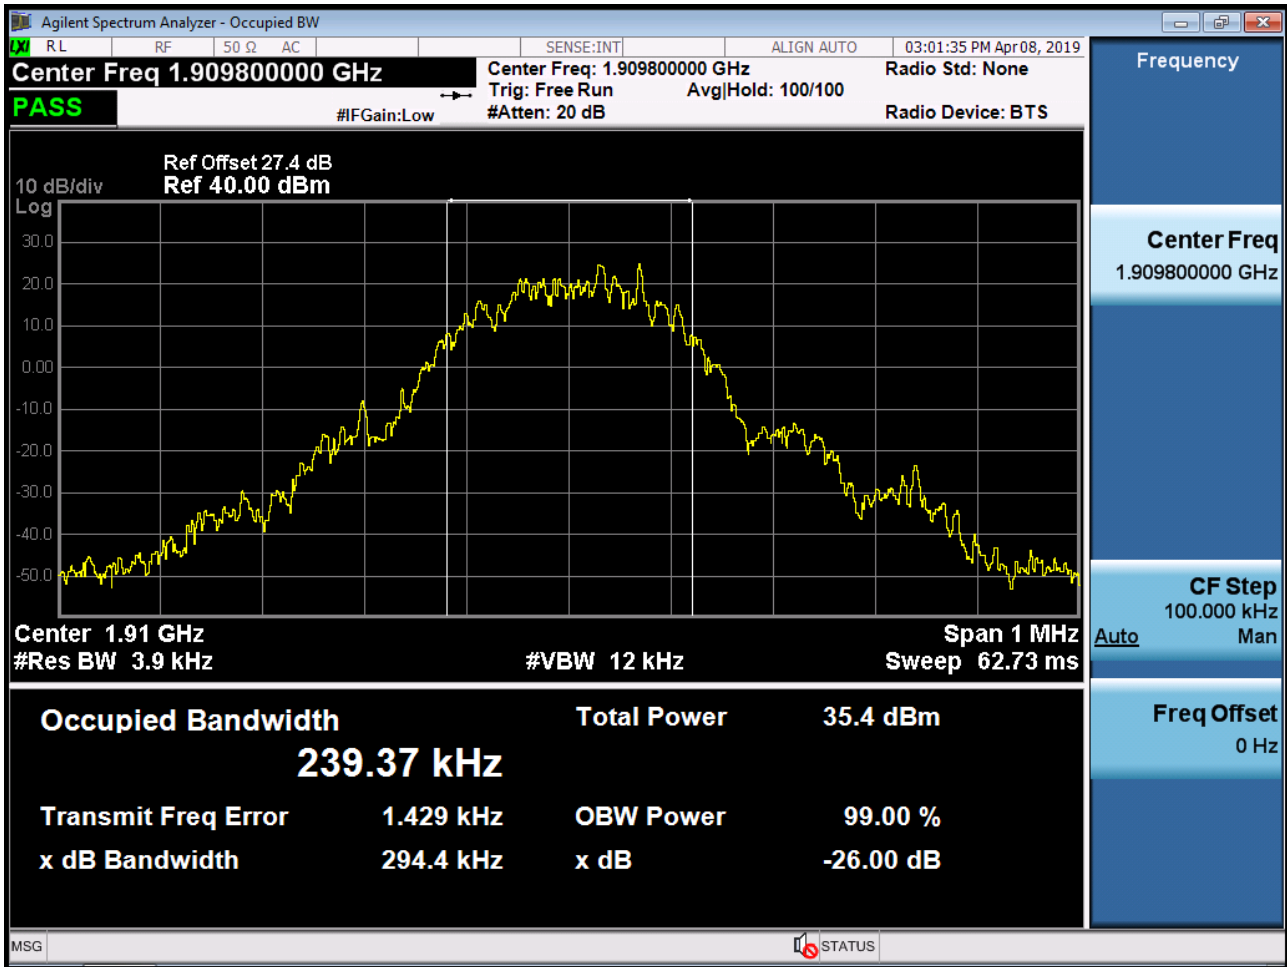 Agilent Spectrum Analyzer - Occupied BW
LXI RL RF 50 Ω AC SENSE:INT ALIGN AUTO 03:01:35 PM Apr 08, 2019
Center Freq 1.909800000 GHz
PASS
#IFGain:Low
Center Freq: 1.909800000 GHz
Trig: Free Run Avg|Hold: 100/100
#Atten: 20 dB
Radio Std: None
Radio Device: BTS
Ref Offset 27.4 dB
10 dB/div Ref 40.00 dBm
Log
30.0
20.0
10.0
0.00
-10.0
-20.0
-30.0
-40.0
-50.0
Center 1.91 GHz Span 1 MHz
#Res BW 3.9 kHz #VBW 12 kHz Sweep 62.73 ms
Occupied Bandwidth Total Power 35.4 dBm
239.37 kHz
Transmit Freq Error 1.429 kHz OBW Power 99.00 %
x dB Bandwidth 294.4 kHz x dB -26.00 dB
MSG STATUS
Frequency
Center Freq
1.909800000 GHz
CF Step
100.000 kHz
Auto Man
Freq Offset
0 Hz